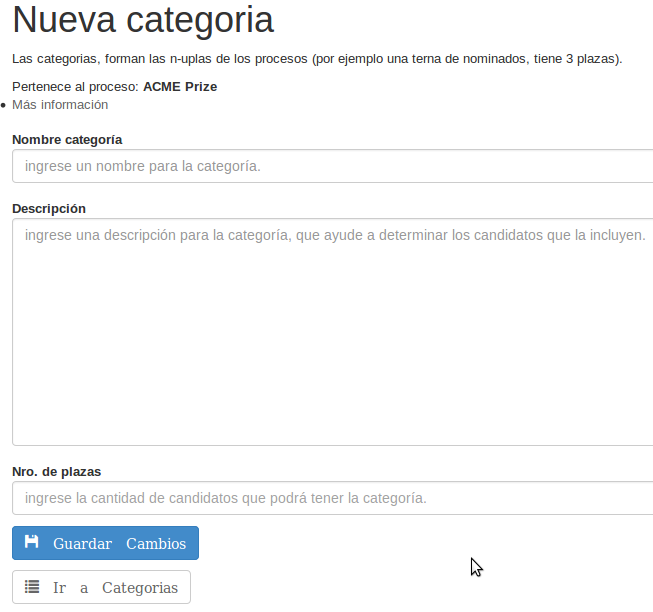 Nueva categoria
Las categorias, forman las n-uplas de los procesos (por ejemplo una terna de nominados, tiene 3 plazas).
Pertenece al proceso: ACME Prize
Más información
Nombre categoría
ingrese un nombre para la categoría.
Descripción
ingrese una descripción para la categoría, que ayude a determinar los candidatos que la incluyen.
Nro. de plazas
ingrese la cantidad de candidatos que podrá tener la categoría.
Guardar Cambios
Ir a Categorias